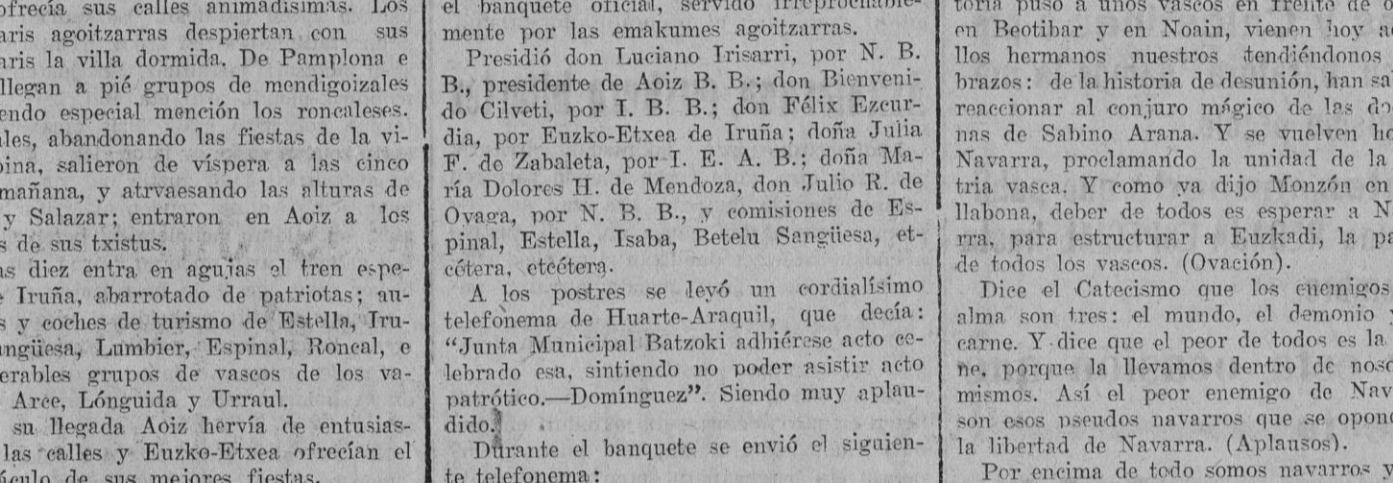 ofrecía sus calles animadísimas. Los
aris agoitzarras despiertan con sus
aris la villa dormida. De Pamplona e
llegan a pié grupos de mendigoizales
endo especial mención los roncaleses.
ales, abandonando las fiestas de la vi-
oina, salieron de víspera a las cinco
mañana, y atrvaesando las alturas de
y Salazar; entraron en Aoiz a los
s de sus txistus.
as diez entra en agujas el tren espe-
e Iruña, abarrotado de patriotas; au-
s y coches de turismo de Estella, Iru-
angüesa, Lumbier, Espinal, Roncal, e
erables grupos de vascos de los va-
Arce, Lónguida y Urraul.
su llegada Aoiz hervía de entusias-
las calles y Euzko-Etxea ofrecían el
áculo de sus mejores fiestas.
el banquete oficial, servido irreprochable-
mente por las emakumes agoitzarras.
Presidió don Luciano Irisarri, por N. B.
B., presidente de Aoiz B. B.; don Bienveni-
do Cilveti, por I. B. B.; don Félix Ezcur-
dia, por Euzko-Etxea de Iruña; doña Julia
F. de Zabaleta, por I. E. A. B.; doña Ma-
ría Dolores H. de Mendoza, don Julio R. de
Oyaga, por N. B. B., y comisiones de Es-
pinal, Estella, Isaba, Betelu Sangüesa, et-
cétera, etcétera.
A los postres se leyó un cordialísimo
telefonema de Huarte-Araquil, que decía:
“Junta Municipal Batzoki adhiérese acto ce-
lebrado esa, sintiendo no poder asistir acto
patrótico.—Domínguez”. Siendo muy aplau-
dido.
Durante el banquete se envió el siguien-
te telefonema:
toria puso a unos vascos en frente de o
en Beotibar y en Noain, vienen hoy a
llos hermanos nuestros tendiéndonos
brazos: de la historia de desunión, han sa
reaccionar al conjuro mágico de las do
nas de Sabino Arana. Y se vuelven ho
Navarra, proclamando la unidad de la
tria vasca. Y como ya dijo Monzón en
llabona, deber de todos es esperar a N
rra, para estructurar a Euzkadi, la pa
de todos los vascos. (Ovación).
Dice el Catecismo que los enemigos
alma son tres: el mundo, el demonio y
carne. Y dice que el peor de todos es la
ne, porque la llevamos dentro de noso
mismos. Así el peor enemigo de Nav
son esos pseudos navarros que se opon
la libertad de Navarra. (Aplausos).
Por encima de todo somos navarros y